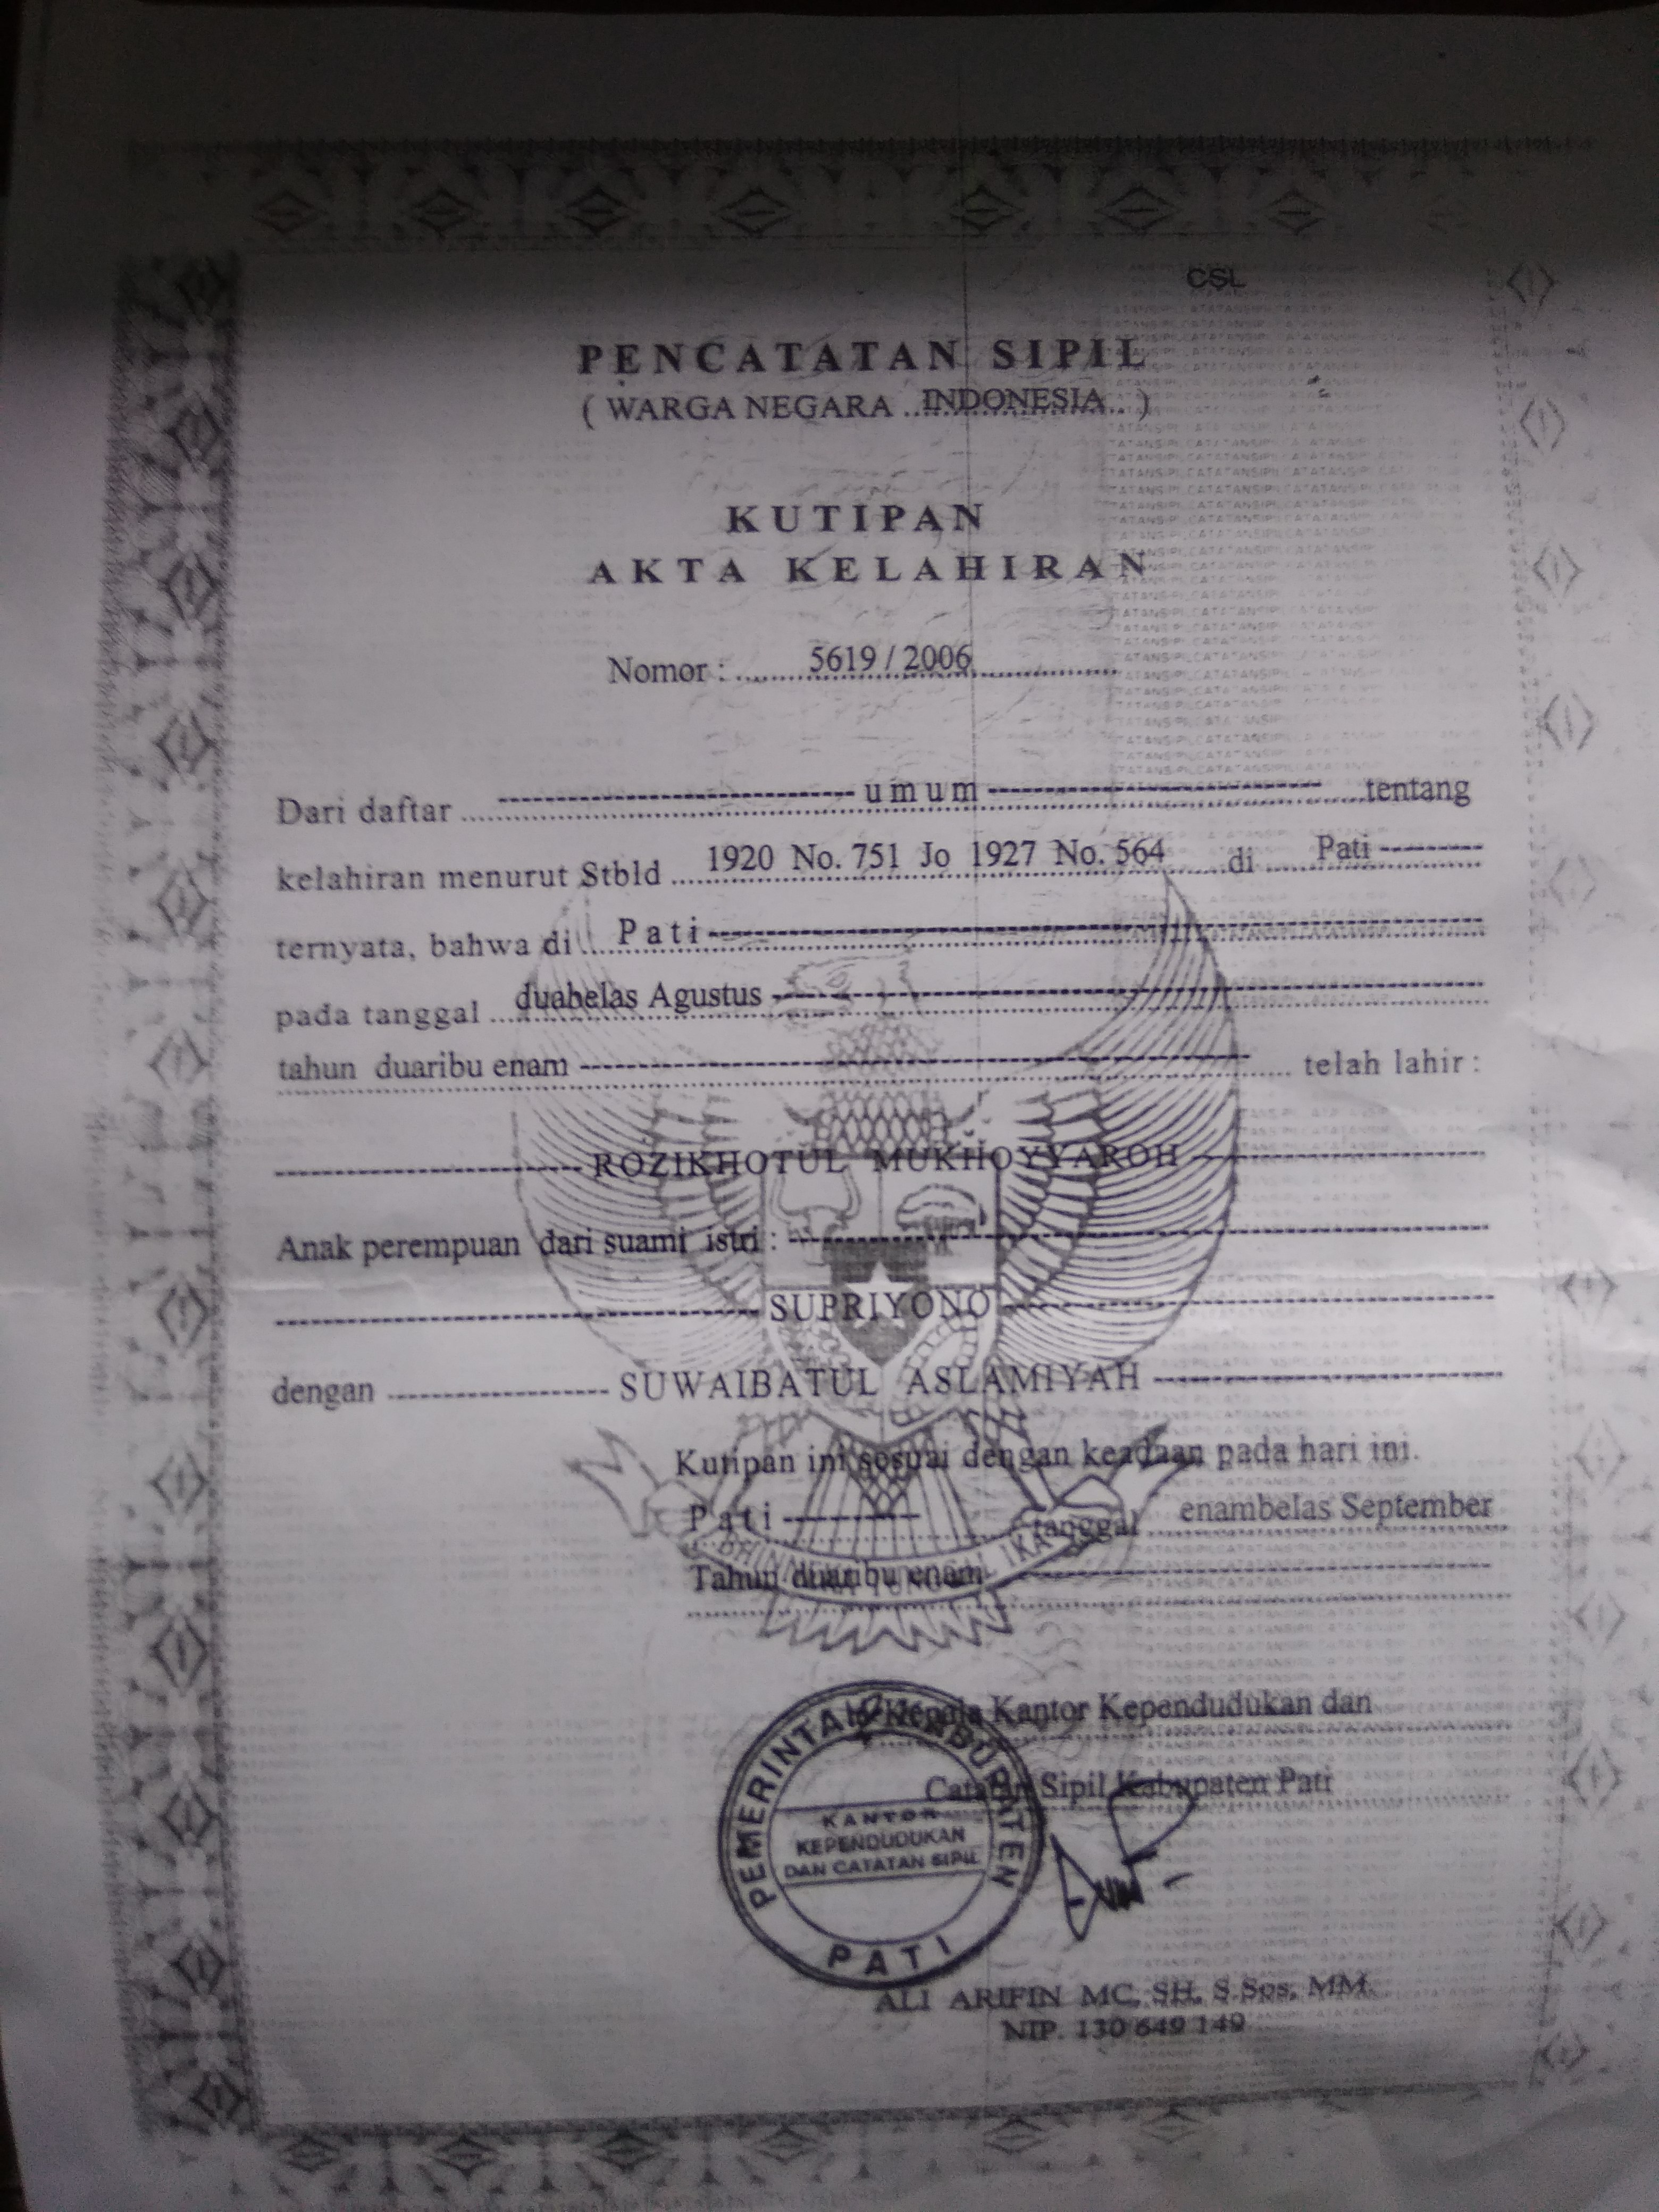 CSL
PENCATATAN SIPIL
( WARGA NEGARA INDONESIA )
KUTIPAN
AKTA KELAHIRAN
Nomor : 5619 / 2006
Dari daftar umum tentang
kelahiran menurut Stbld 1920 No. 751 Jo 1927 No. 564 di Pati
ternyata, bahwa di Pati
pada tanggal duabelas Agustus
tahun duaribu enam telah lahir :
ROZIKHOTUL MUKHOYYAROH
Anak perempuan dari suami istri :
SUPRIYONO
dengan SUWAIBATUL ASLAMIYAH
Kutipan ini sesuai dengan keadaan pada hari ini.
Pati tanggal enambelas September
Tahun duaribu enam
BHINNEKA TUNGGAL IKA
Kepala Kantor Kependudukan dan
Catatan Sipil Kabupaten Pati
PEMERINTAH KABUPATEN
KANTOR
KEPENDUDUKAN
DAN CATATAN SIPIL
PATI
ALI ARIFIN MC, SH, S.Sos, MM.
NIP. 130 649 149